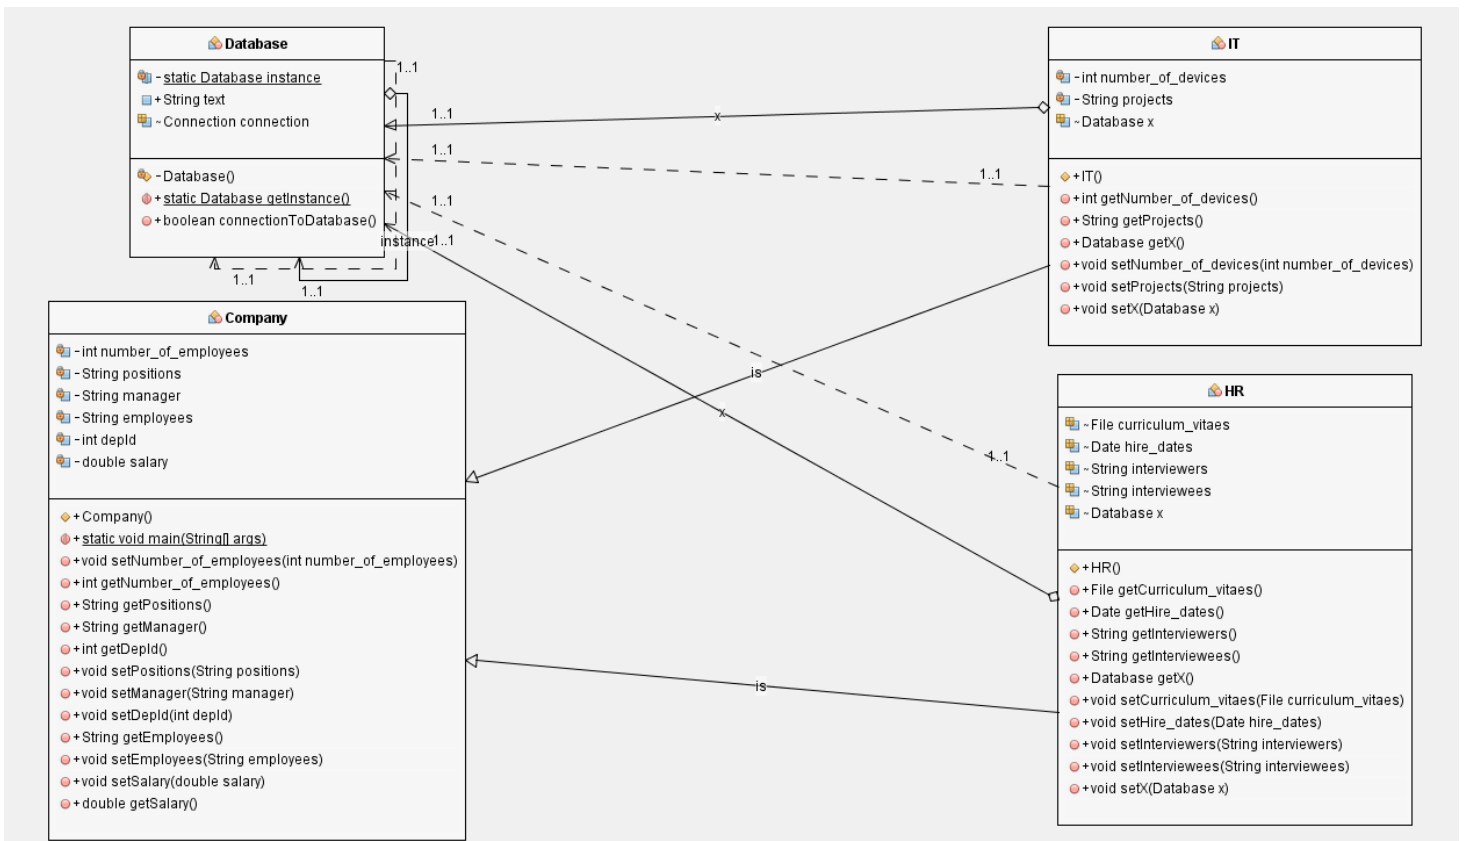 Database
- static Database instance
+ String text
~ Connection connection
- Database()
+ static Database getInstance()
+ boolean connectionToDatabase()
1..1
1..1
x
1..1
1..1
1..1
instance
1..1
1..1
1..1
IT
- int number_of_devices
- String projects
~ Database x
+ IT()
+ int getNumber_of_devices()
+ String getProjects()
+ Database getX()
+ void setNumber_of_devices(int number_of_devices)
+ void setProjects(String projects)
+ void setX(Database x)
Company
- int number_of_employees
- String positions
- String manager
- String employees
- int depId
- double salary
+ Company()
+ static void main(String[] args)
+ void setNumber_of_employees(int number_of_employees)
+ int getNumber_of_employees()
+ String getPositions()
+ String getManager()
+ int getDepId()
+ void setPositions(String positions)
+ void setManager(String manager)
+ void setDepId(int depId)
+ String getEmployees()
+ void setEmployees(String employees)
+ void setSalary(double salary)
+ double getSalary()
is
x
1..1
is
HR
~ File curriculum_vitaes
~ Date hire_dates
~ String interviewers
~ String interviewees
~ Database x
+ HR()
+ File getCurriculum_vitaes()
+ Date getHire_dates()
+ String getInterviewers()
+ String getInterviewees()
+ Database getX()
+ void setCurriculum_vitaes(File curriculum_vitaes)
+ void setHire_dates(Date hire_dates)
+ void setInterviewers(String interviewers)
+ void setInterviewees(String interviewees)
+ void setX(Database x)